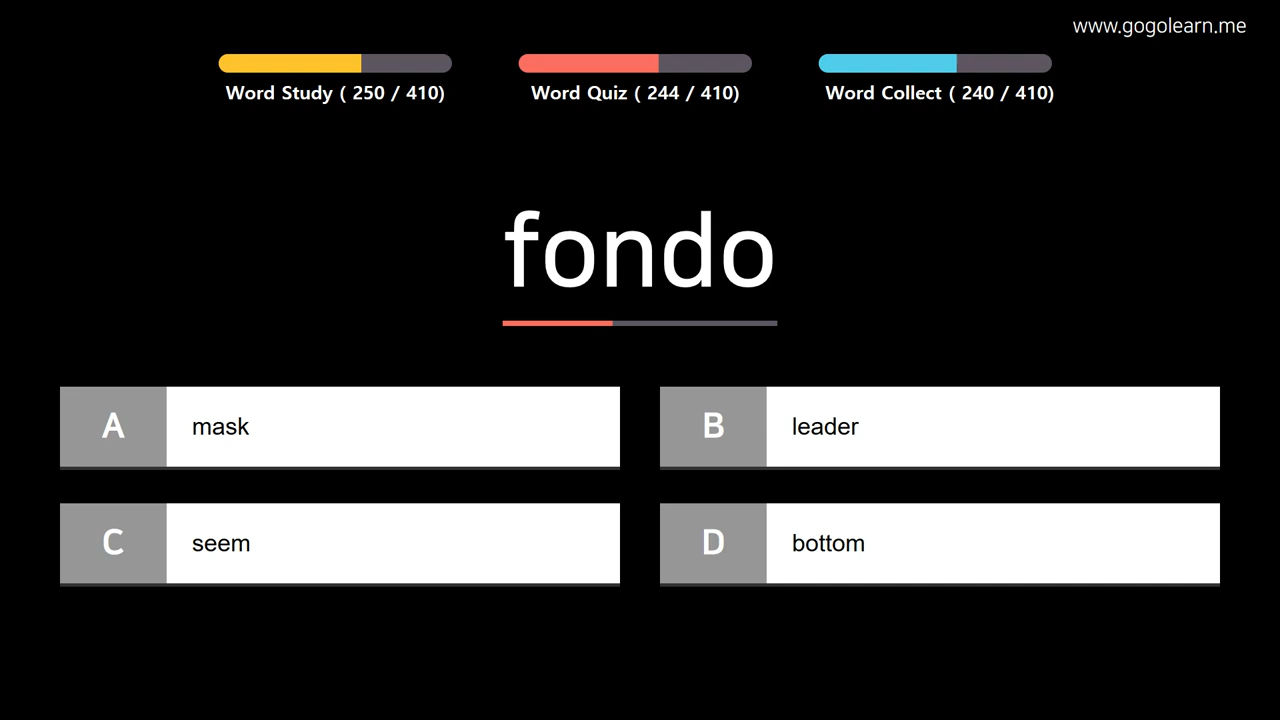 www.gogolearn.me
Word Study ( 250 / 410)
Word Quiz ( 244 / 410)
Word Collect ( 240 / 410)
fondo
A mask
B leader
C seem
D bottom